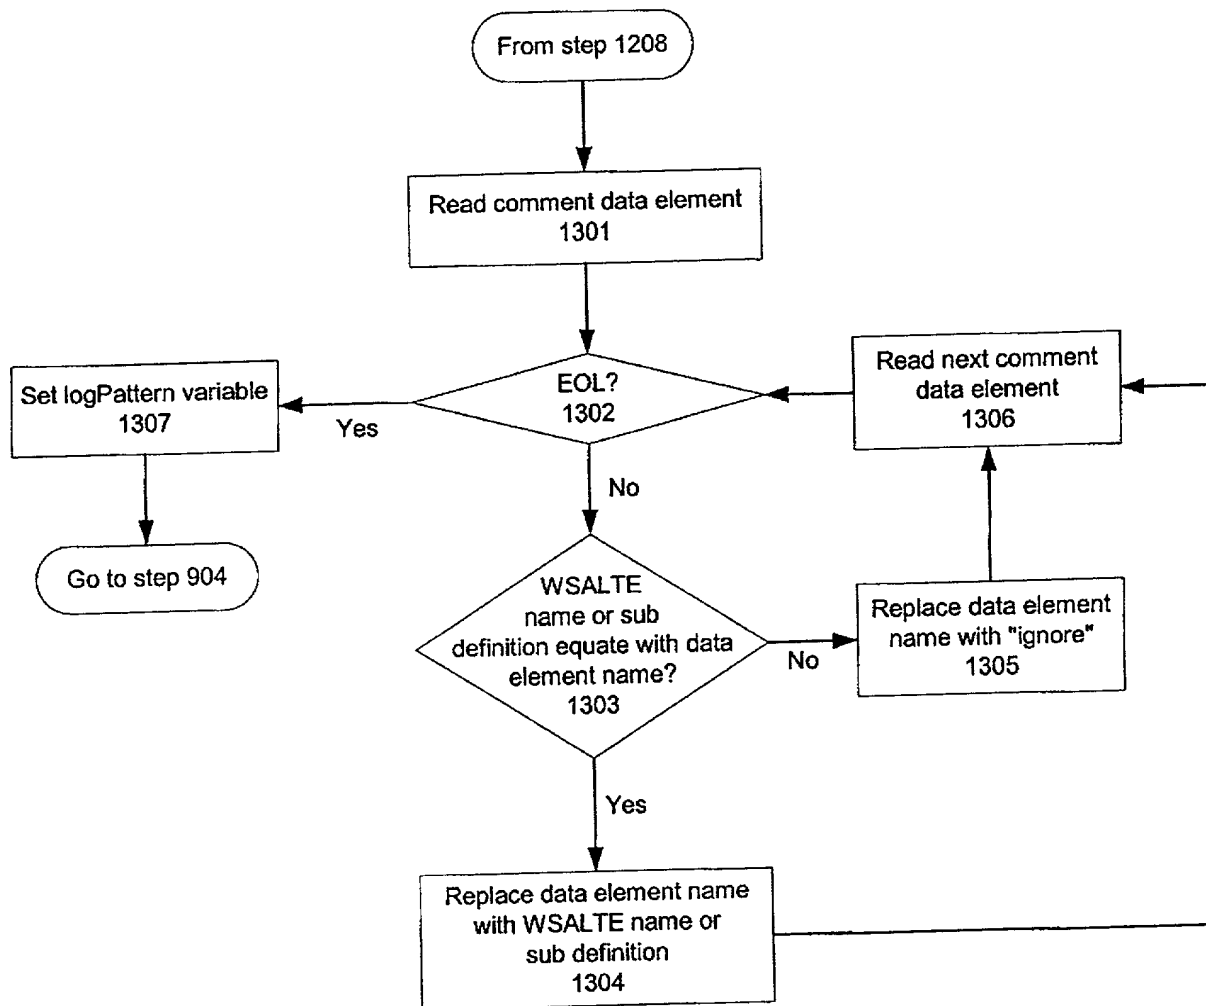 From step 1208
Read comment data element
1301
EOL?
1302
Yes
No
Set logPattern variable
1307
Go to step 904
Read next comment
data element
1306
WSALTE
name or sub
definition equate with data
element name?
1303
No
Yes
Replace data element
name with "ignore"
1305
Replace data element name
with WSALTE name or
sub definition
1304